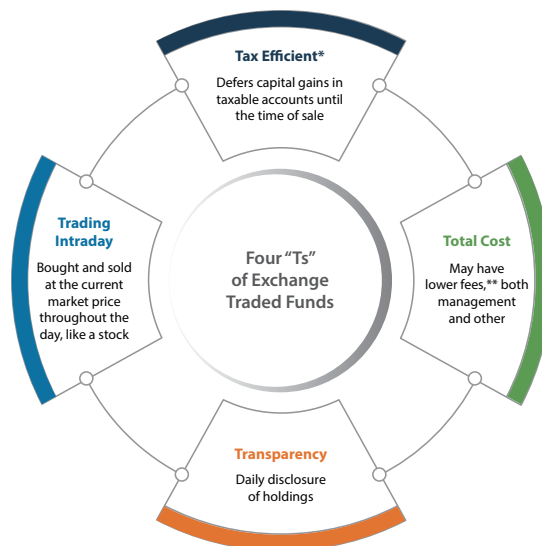 Tax Efficient*
Defers capital gains in
taxable accounts until
the time of sale
Trading
Intraday
Bought and sold
at the current
market price
throughout the
day, like a stock
Four “Ts”
of Exchange
Traded Funds
Total Cost
May have
lower fees,** both
management
and other
Transparency
Daily disclosure
of holdings